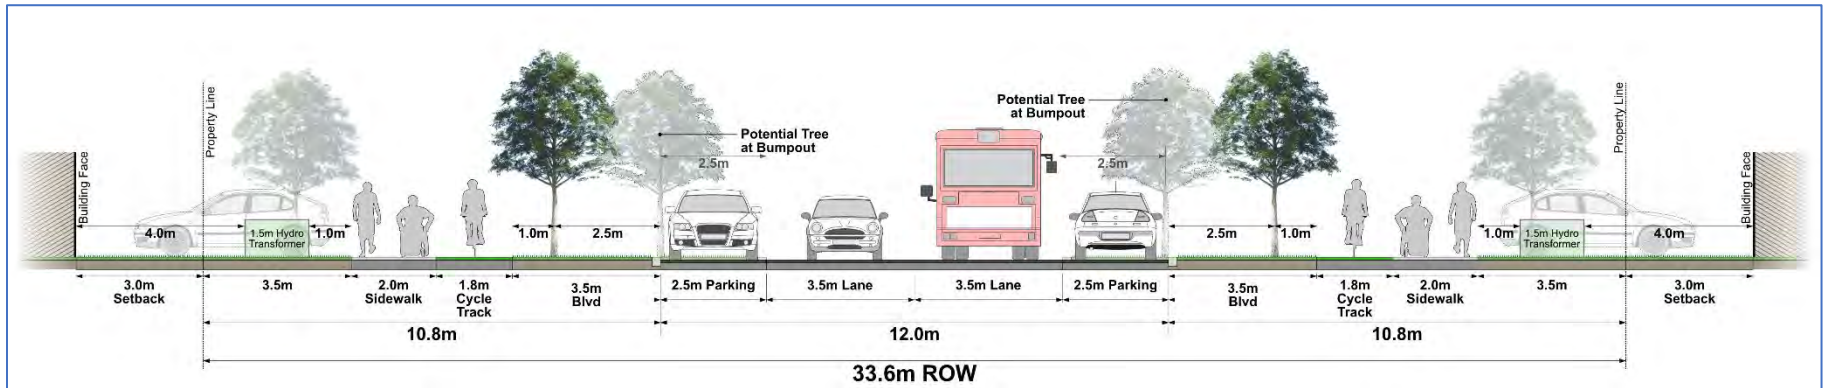 Potential Tree
at Bumpout
Potential Tree
at Bumpout
2.5m
2.5m
Building Face
Property Line
Property Line
Building Face
4.0m
1.5m Hydro
Transformer
1.0m
1.0m
2.5m
2.5m
1.0m
1.0m
1.5m Hydro
Transformer
4.0m
3.0m
Setback
3.5m
2.0m
Sidewalk
1.8m
Cycle
Track
3.5m
Blvd
2.5m Parking
3.5m Lane
3.5m Lane
2.5m Parking
3.5m
Blvd
1.8m
Cycle
Track
2.0m
Sidewalk
3.5m
3.0m
Setback
10.8m
12.0m
10.8m
33.6m ROW